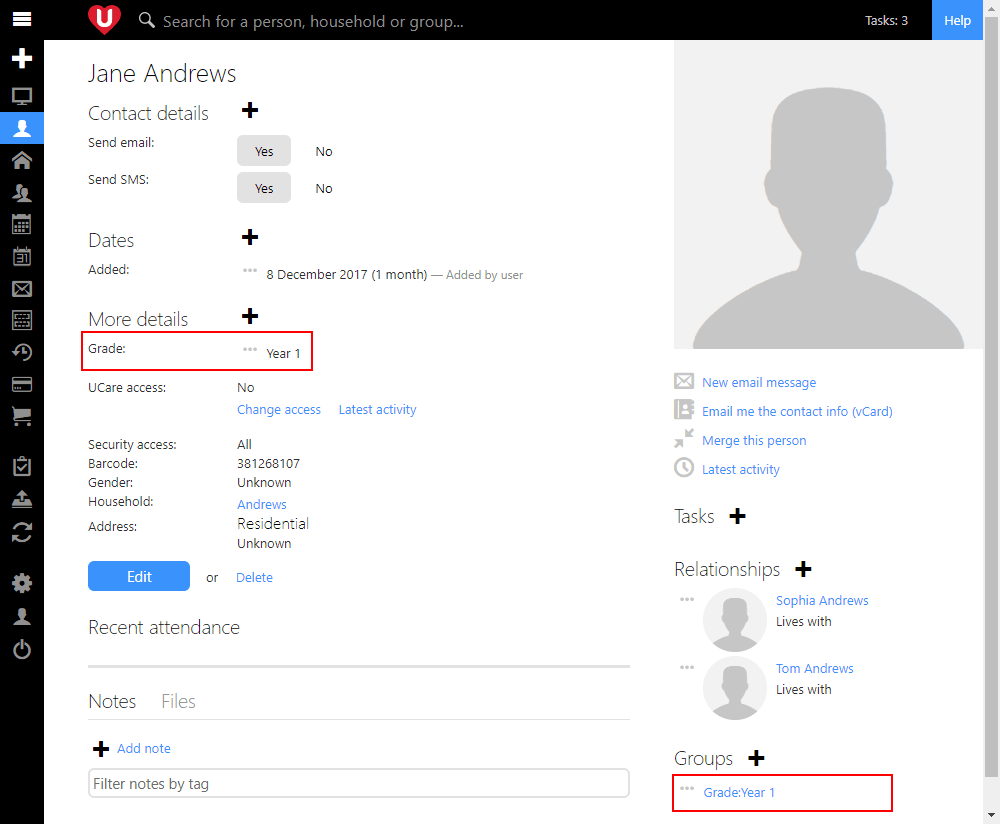 U
Search for a person, household or group...
Tasks: 3
Help
Jane Andrews
Contact details
Send email: Yes No
Send SMS: Yes No
Dates
Added: 8 December 2017 (1 month) — Added by user
More details
Grade: Year 1
UCare access: No
Change access Latest activity
Security access: All
Barcode: 381268107
Gender: Unknown
Household: Andrews
Address: Residential
Unknown
Edit or Delete
Recent attendance
Notes Files
Add note
Filter notes by tag
New email message
Email me the contact info (vCard)
Merge this person
Latest activity
Tasks
Relationships
Sophia Andrews
Lives with
Tom Andrews
Lives with
Groups
Grade:Year 1
31